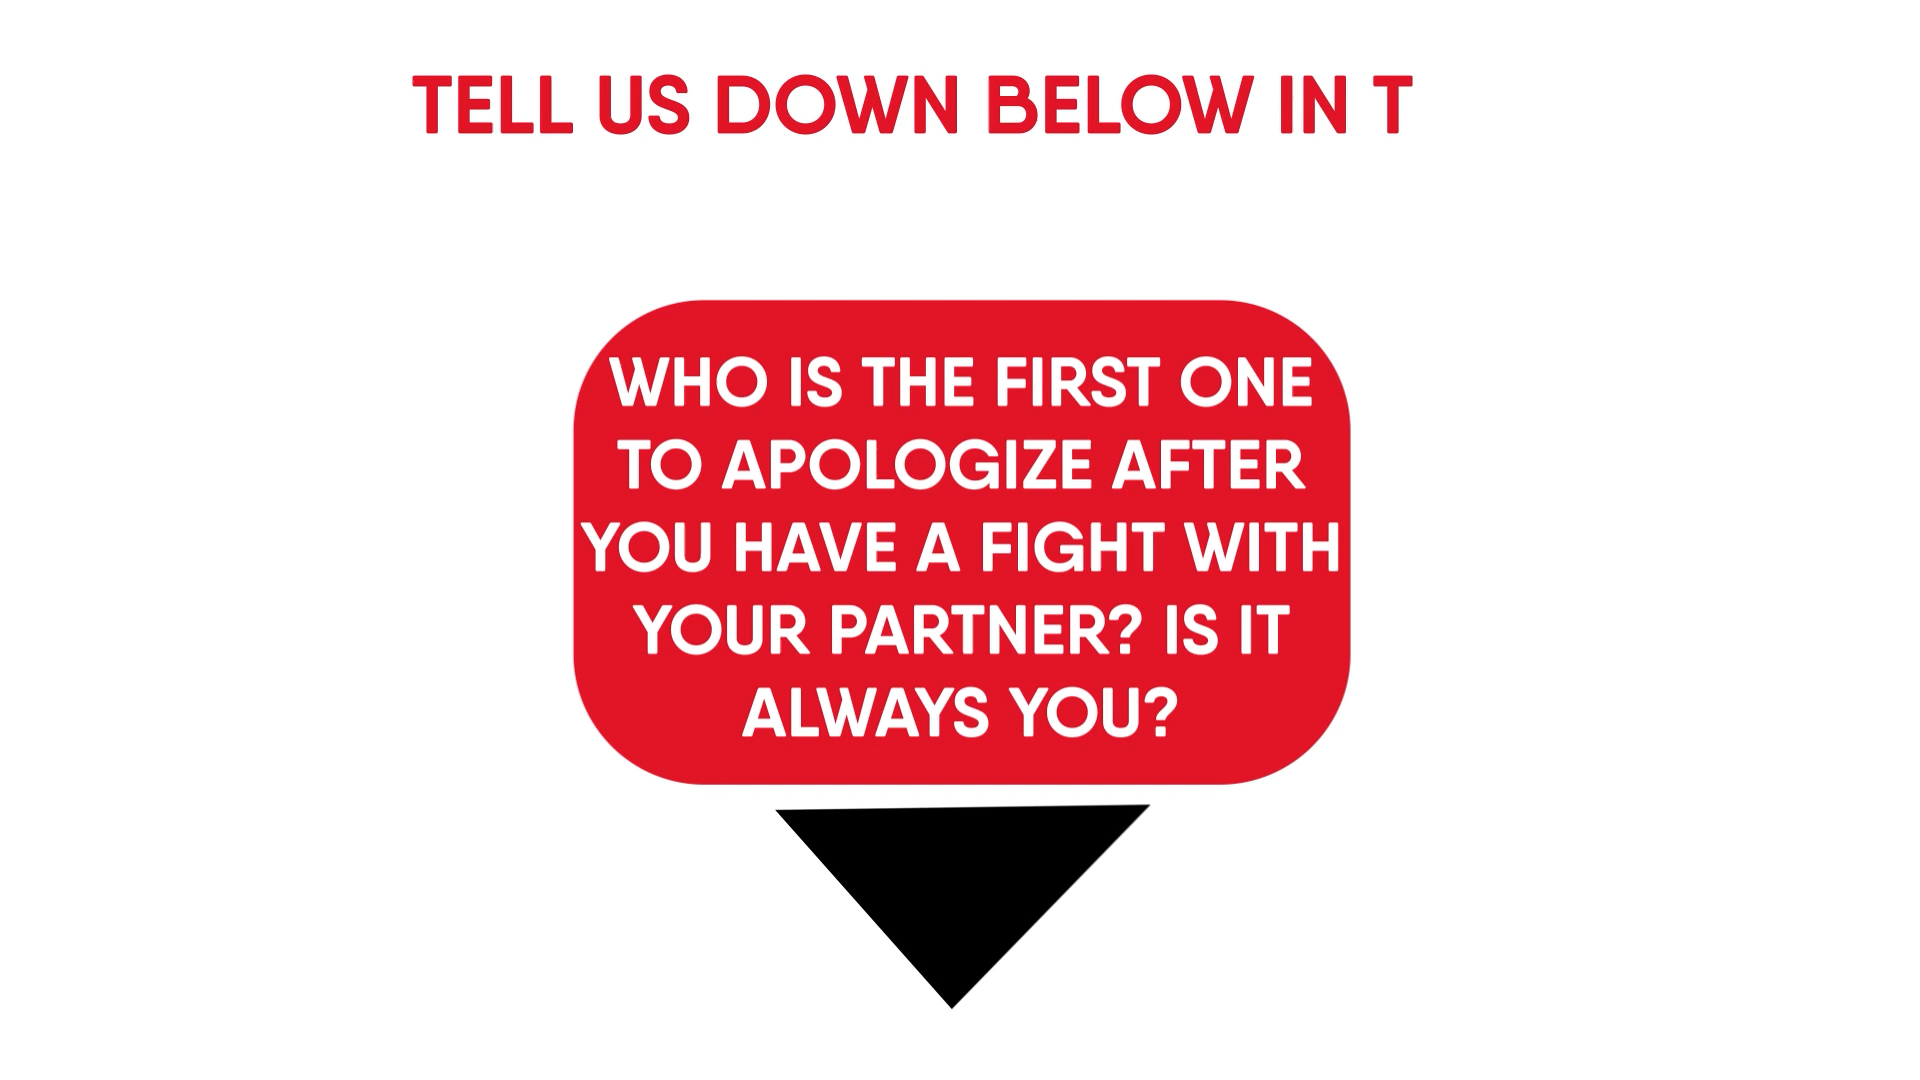 TELL US DOWN BELOW IN T
WHO IS THE FIRST ONE
TO APOLOGIZE AFTER
YOU HAVE A FIGHT WITH
YOUR PARTNER? IS IT
ALWAYS YOU?